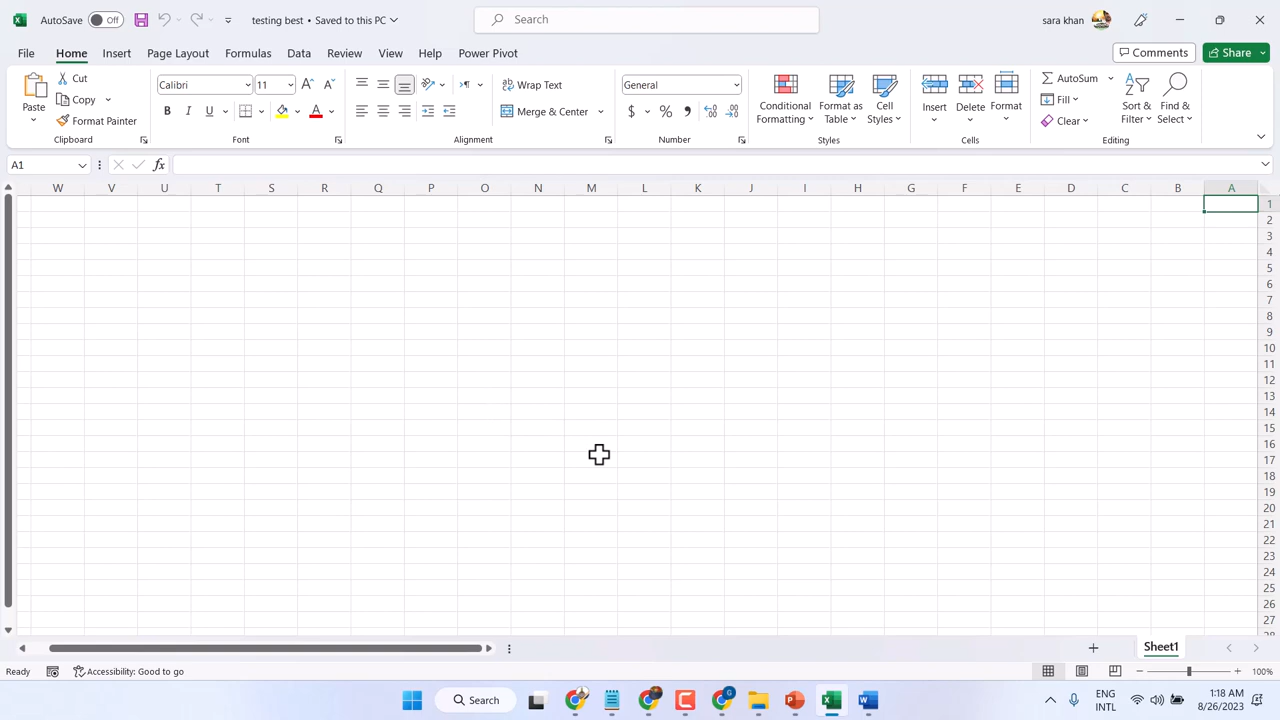 AutoSave Off testing best • Saved to this PC Search sara khan
File Home Insert Page Layout Formulas Data Review View Help Power Pivot Comments Share
Paste Cut Copy Format Painter Clipboard
Calibri 11 B I U A Font
Wrap Text Merge & Center Alignment
General $ % , Number
Conditional Formatting Format as Table Cell Styles Styles
Insert Delete Format Cells
AutoSum Fill Clear Sort & Filter Find & Select Editing
A1 fx
W V U T S R Q P O N M L K J I H G F E D C B A
1
2
3
4
5
6
7
8
9
10
11
12
13
14
15
16
17
18
19
20
21
22
23
24
25
26
27
28
Sheet1
Ready Accessibility: Good to go 100%
Search ENG INTL 1:18 AM 8/26/2023